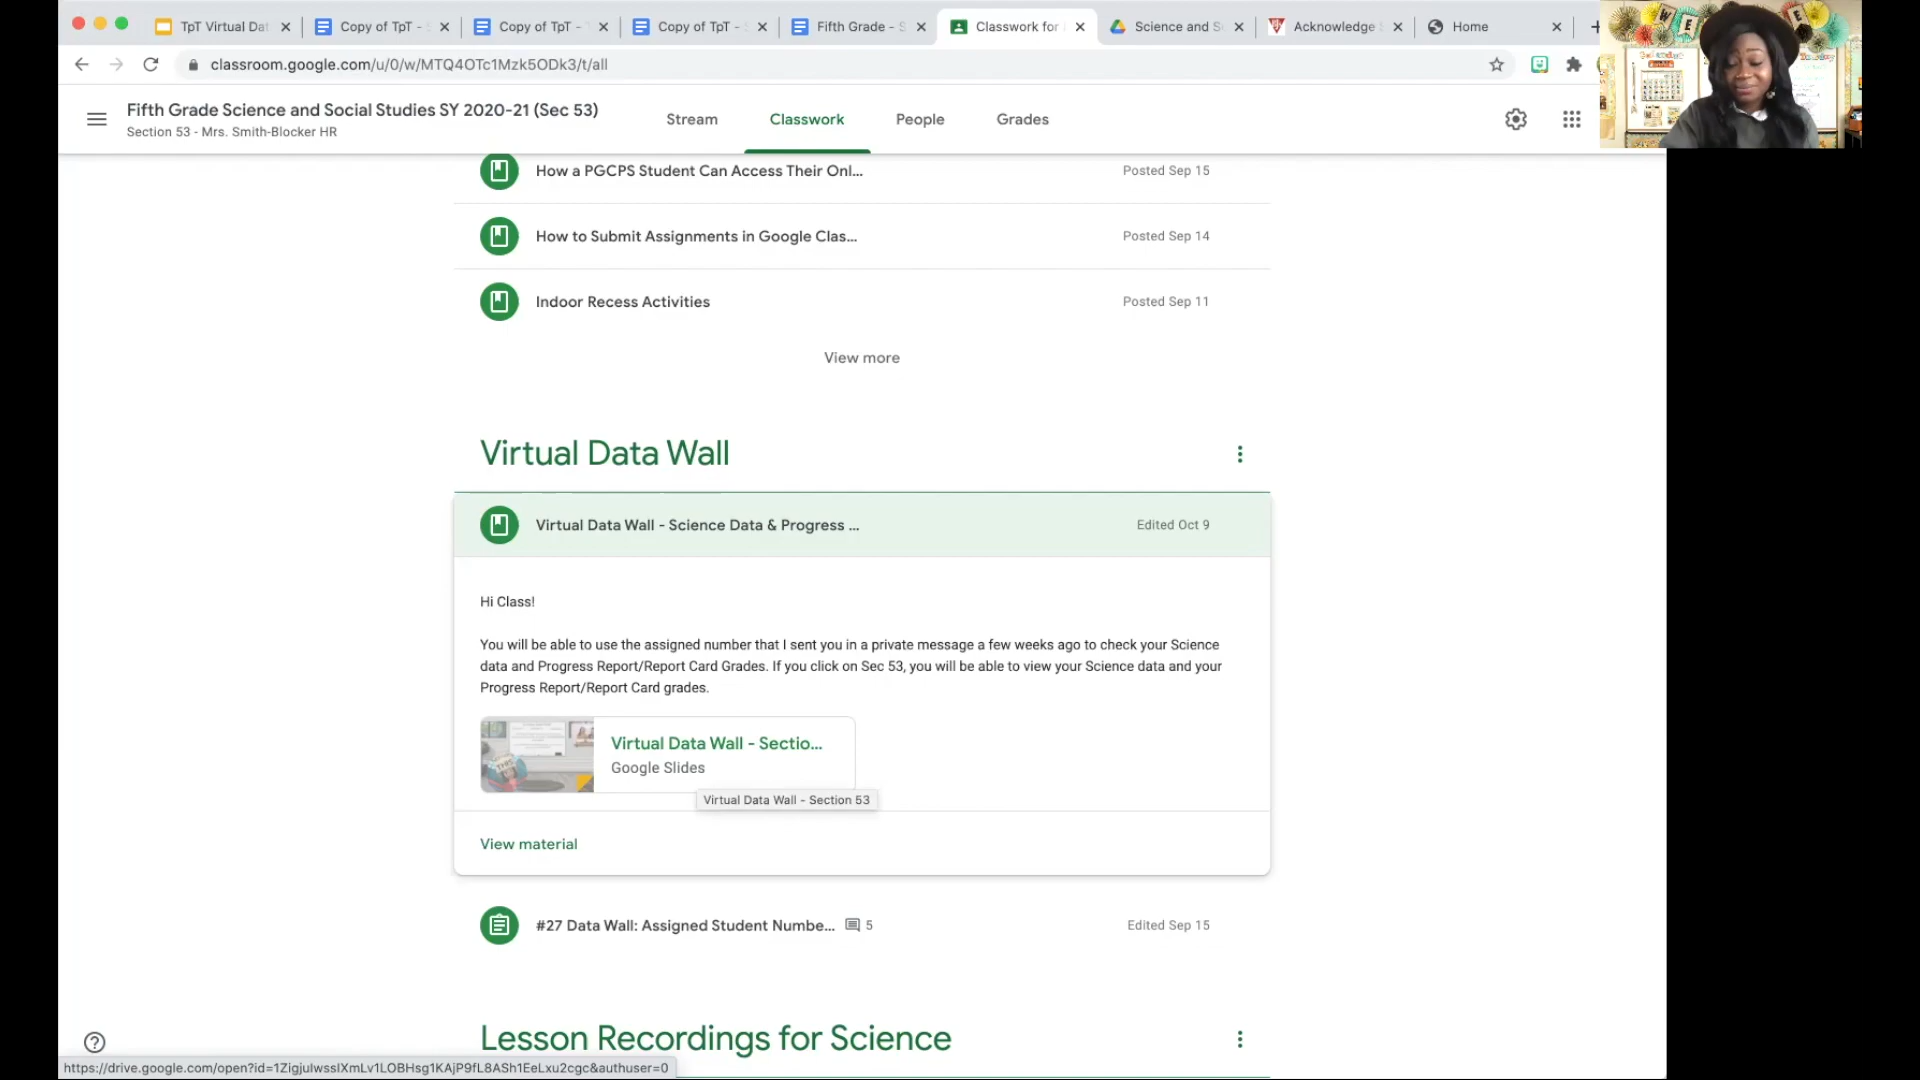 TpT Virtual Dat
Copy of TpT -
Copy of TpT -
Copy of TpT -
Fifth Grade - S
Classwork for
Science and S
Acknowledge
Home
classroom.google.com/u/0/w/MTQ4OTc1Mzk5ODk3/t/all
Fifth Grade Science and Social Studies SY 2020-21 (Sec 53)
Section 53 - Mrs. Smith-Blocker HR
Stream
Classwork
People
Grades
How a PGCPS Student Can Access Their Onl...
Posted Sep 15
How to Submit Assignments in Google Clas...
Posted Sep 14
Indoor Recess Activities
Posted Sep 11
View more
Virtual Data Wall
Virtual Data Wall - Science Data & Progress ...
Edited Oct 9
Hi Class!
You will be able to use the assigned number that I sent you in a private message a few weeks ago to check your Science
data and Progress Report/Report Card Grades. If you click on Sec 53, you will be able to view your Science data and your
Progress Report/Report Card grades.
Virtual Data Wall - Sectio...
Google Slides
Virtual Data Wall - Section 53
View material
#27 Data Wall: Assigned Student Numbe...
5
Edited Sep 15
Lesson Recordings for Science
https://drive.google.com/open?id=1ZigjuIwssIXmLv1LOBHsg1KAjP9fL8ASh1EeLxu2cgc&authuser=0